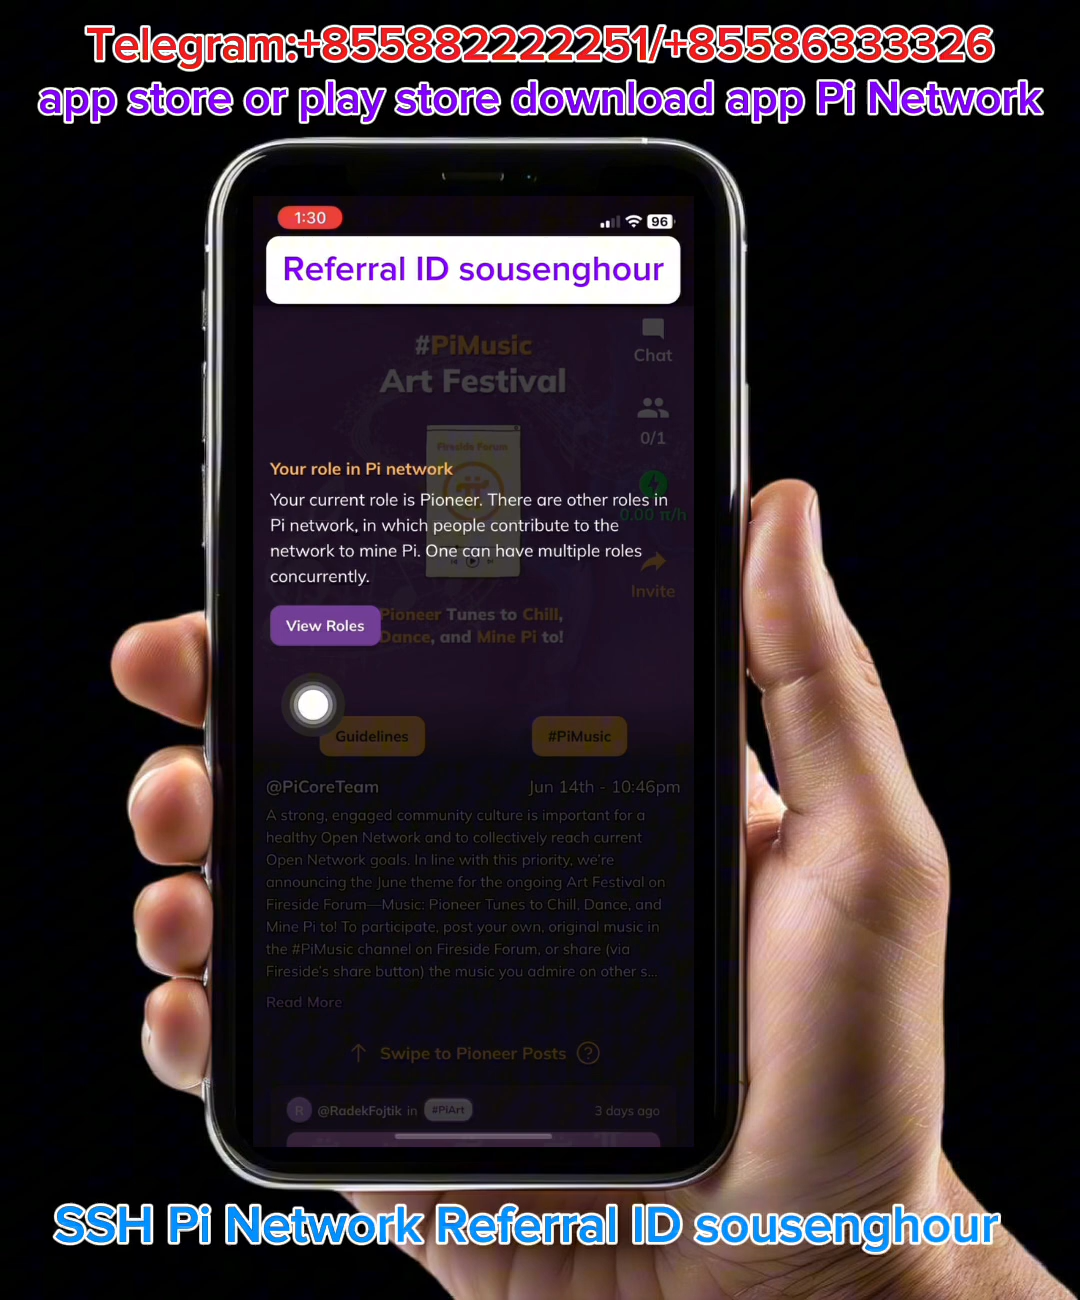 Telegram:+855882222251/+85586333326
app store or play store download app Pi Network
1:30
96
Referral ID sousenghour
#PiMusic
Art Festival
Chat
0/1
Fireside Forum
Your role in Pi network
Your current role is Pioneer. There are other roles in
Pi network, in which people contribute to the
network to mine Pi. One can have multiple roles
concurrently.
0.00 π/h
Invite
View Roles
Pioneer Tunes to Chill,
Dance, and Mine Pi to!
Guidelines
#PiMusic
@PiCoreTeam
Jun 14th - 10:46pm
A strong, engaged community culture is important for a
healthy Open Network and to collectively reach current
Open Network goals. In line with this priority, we're
announcing the June theme for the ongoing Art Festival on
Fireside Forum—Music: Pioneer Tunes to Chill, Dance, and
Mine Pi to! To participate, post your own, original music in
the #PiMusic channel on Fireside Forum, or share (via
Fireside's share button) the music you admire on other s...
Read More
Swipe to Pioneer Posts ?
R @RadekFojtik in #PiArt
3 days ago
SSH Pi Network Referral ID sousenghour